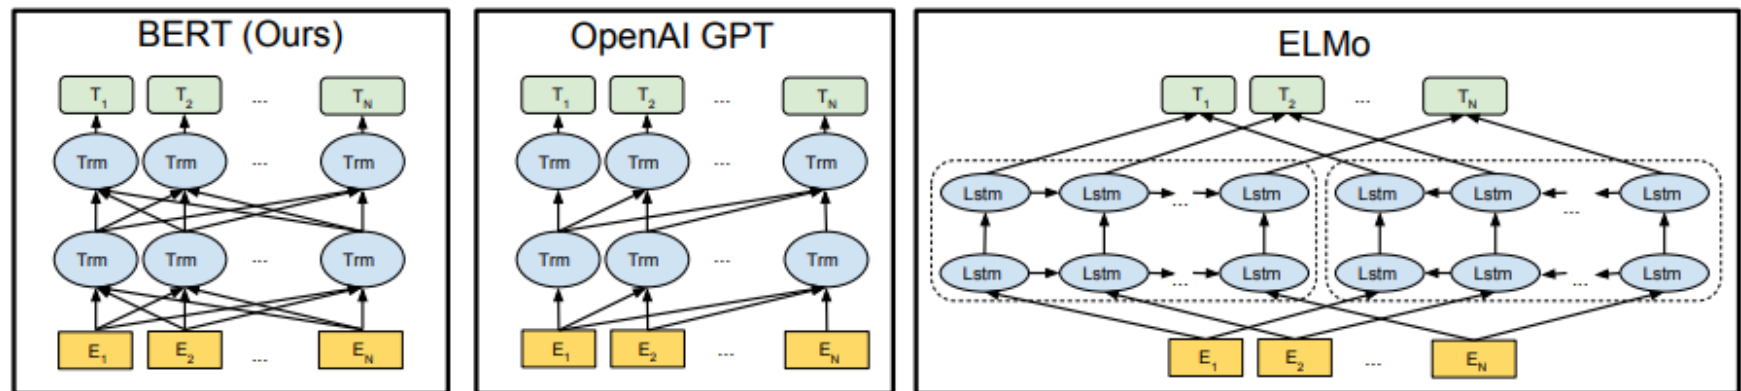 BERT (Ours)
T1 T2 ... TN
Trm Trm ... Trm
Trm Trm ... Trm
E1 E2 ... EN
OpenAI GPT
T1 T2 ... TN
Trm Trm ... Trm
Trm Trm ... Trm
E1 E2 ... EN
ELMo
T1 T2 ... TN
Lstm Lstm ... Lstm Lstm Lstm ... Lstm
Lstm Lstm ... Lstm Lstm Lstm ... Lstm
E1 E2 ... EN